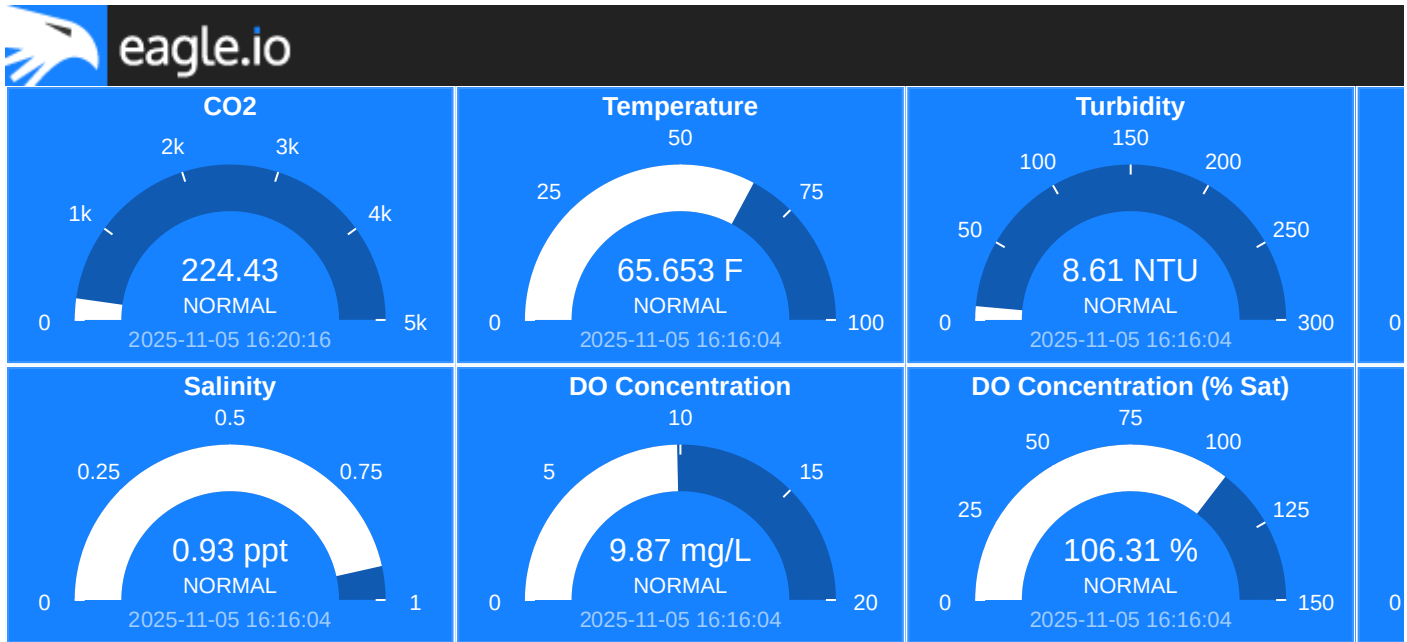 eagle.io
CO2
2k
3k
1k
4k
224.43
NORMAL
0
5k
2025-11-05 16:20:16
Temperature
50
25
75
65.653 F
NORMAL
0
100
2025-11-05 16:16:04
Turbidity
150
100
200
50
250
8.61 NTU
NORMAL
0
300
2025-11-05 16:16:04
0
Salinity
0.5
0.25
0.75
0.93 ppt
NORMAL
0
1
2025-11-05 16:16:04
DO Concentration
10
5
15
9.87 mg/L
NORMAL
0
20
2025-11-05 16:16:04
DO Concentration (% Sat)
75
50
100
25
125
106.31 %
NORMAL
0
150
2025-11-05 16:16:04
0